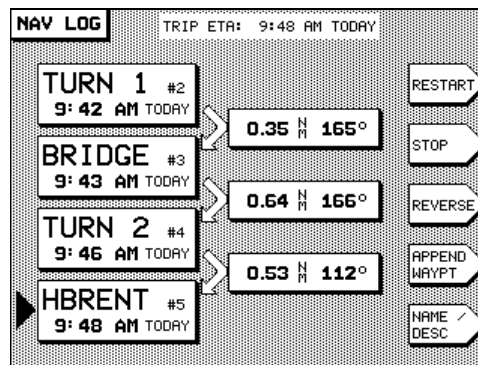 NAV LOG
TRIP ETA: 9:48 AM TODAY
TURN 1 #2
9:42 AM TODAY
0.35 NM 165°
BRIDGE #3
9:43 AM TODAY
0.64 NM 166°
TURN 2 #4
9:46 AM TODAY
0.53 NM 112°
HBRENT #5
9:48 AM TODAY
RESTART
STOP
REVERSE
APPEND
WAYPT
NAME /
DESC